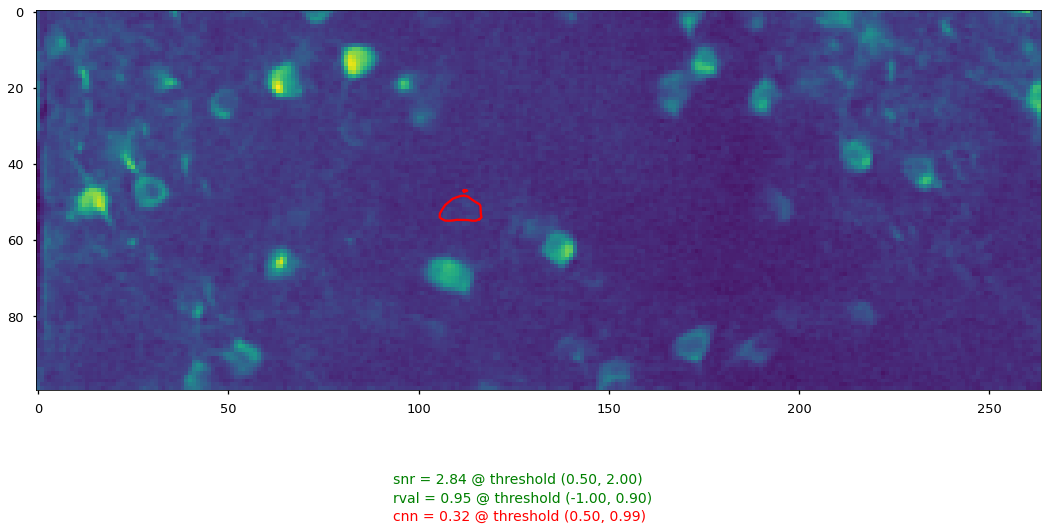 0
20
40
60
80
0 50 100 150 200 250
snr = 2.84 @ threshold (0.50, 2.00)
rval = 0.95 @ threshold (-1.00, 0.90)
cnn = 0.32 @ threshold (0.50, 0.99)